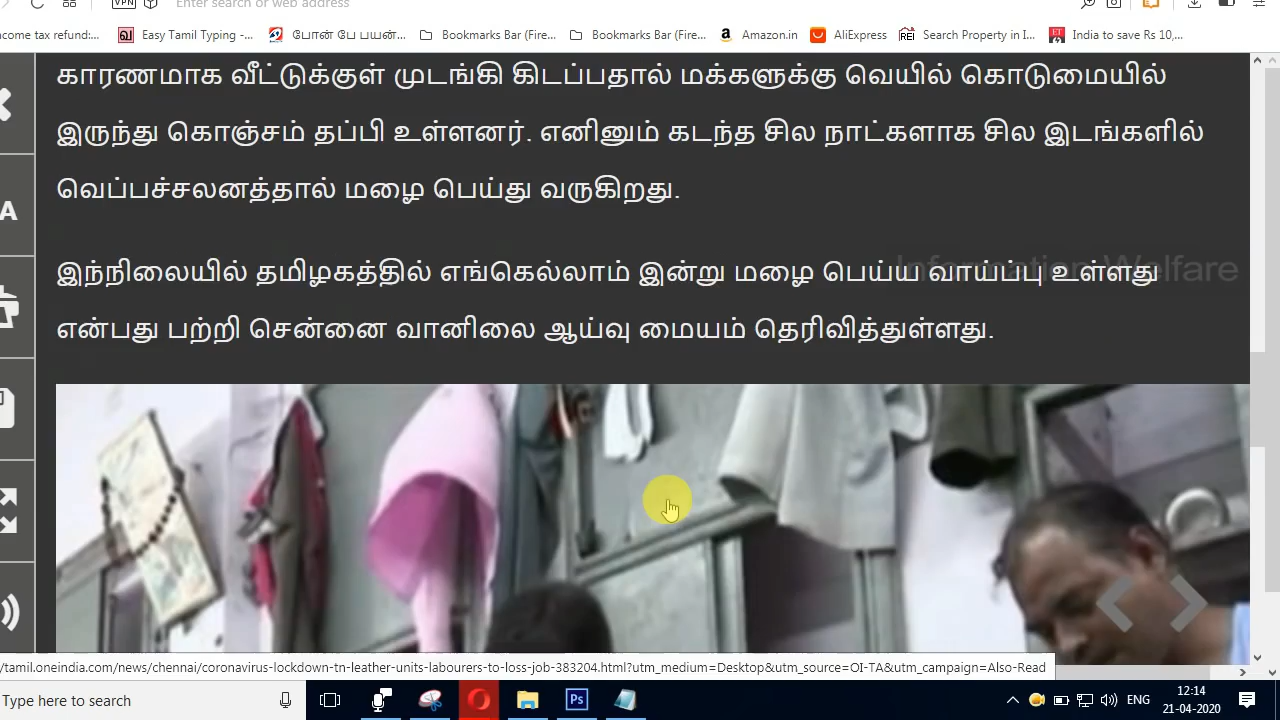 VPN
Enter search or web address
ncome tax refund:...
Easy Tamil Typing -...
போன் பே பயன்...
Bookmarks Bar (Fire...
Bookmarks Bar (Fire...
Amazon.in
AliExpress
Search Property in I...
India to save Rs 10,...
காரணமாக வீட்டுக்குள் முடங்கி கிடப்பதால் மக்களுக்கு வெயில் கொடுமையில்
இருந்து கொஞ்சம் தப்பி உள்ளனர். எனினும் கடந்த சில நாட்களாக சில இடங்களில்
வெப்பச்சலனத்தால் மழை பெய்து வருகிறது.
A
இந்நிலையில் தமிழகத்தில் எங்கெல்லாம் இன்று மழை பெய்ய வாய்ப்பு உள்ளது
Information Welfare
என்பது பற்றி சென்னை வானிலை ஆய்வு மையம் தெரிவித்துள்ளது.
/tamil.oneindia.com/news/chennai/coronavirus-lockdown-tn-leather-units-labourers-to-loss-job-383204.html?utm_medium=Desktop&utm_source=OI-TA&utm_campaign=Also-Read
Type here to search
Ps
ENG
12:14
21-04-2020